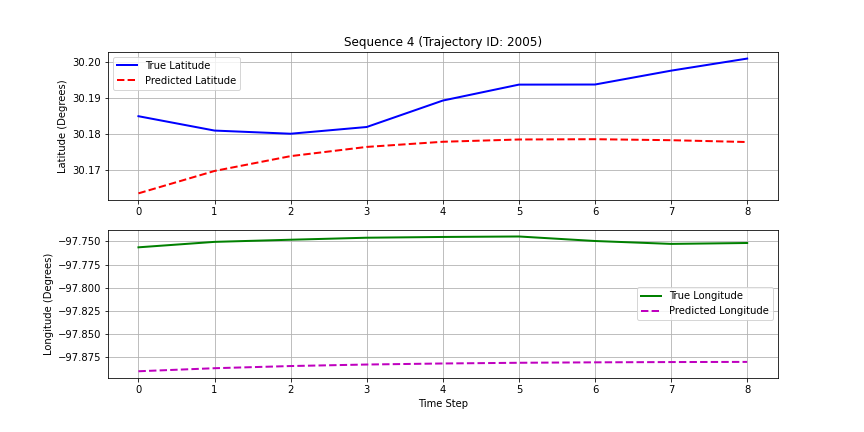 Sequence 4 (Trajectory ID: 2005)
True Latitude
Predicted Latitude
Latitude (Degrees)
30.20
30.19
30.18
30.17
0 1 2 3 4 5 6 7 8
True Longitude
Predicted Longitude
Longitude (Degrees)
−97.750
−97.775
−97.800
−97.825
−97.850
−97.875
0 1 2 3 4 5 6 7 8
Time Step